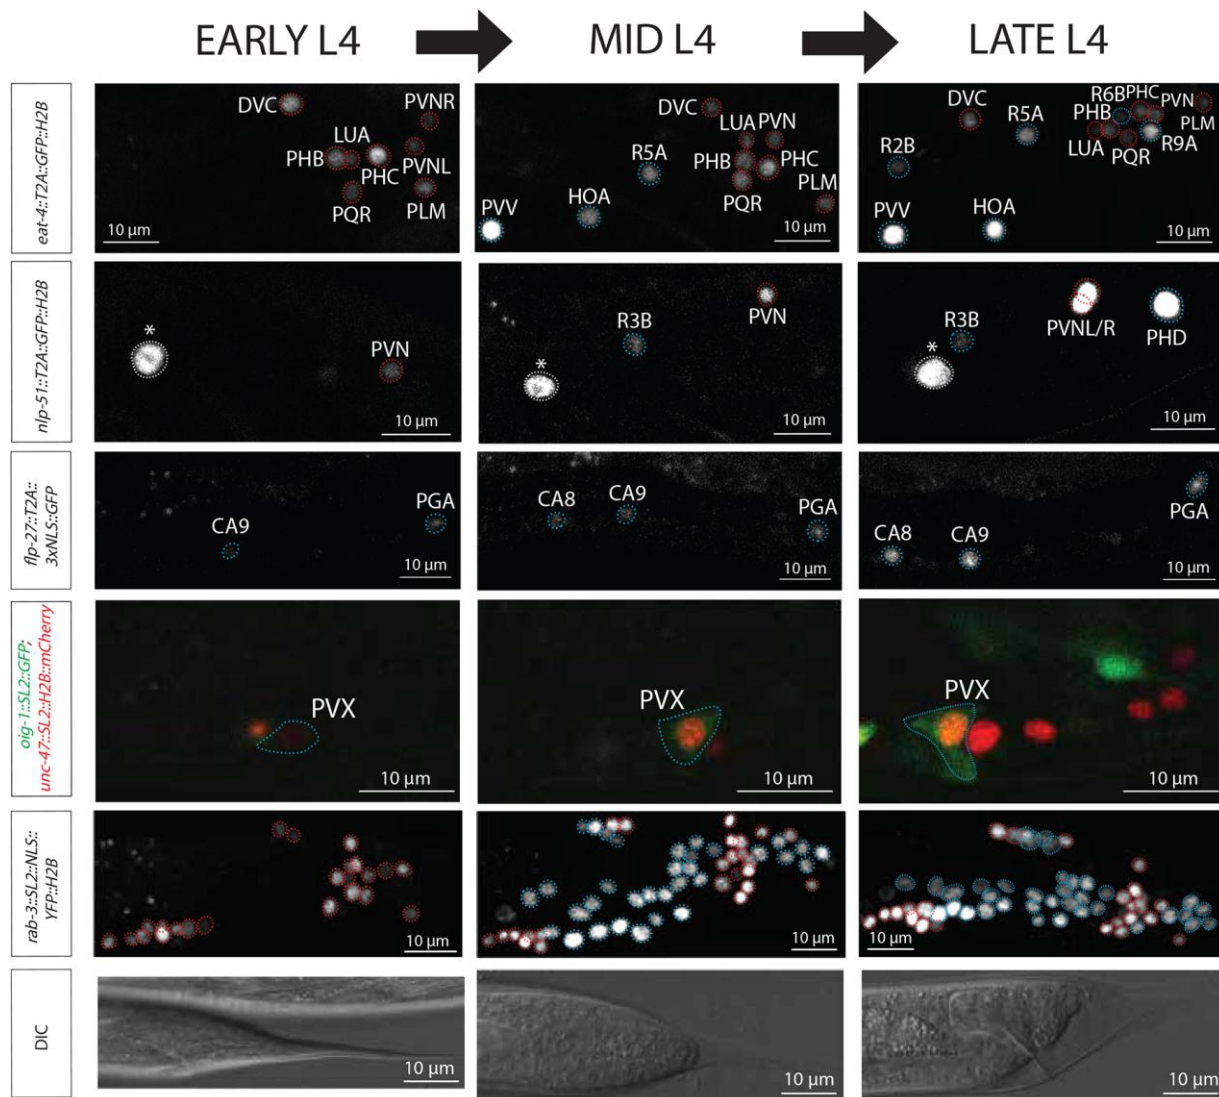 EARLY L4
MID L4
LATE L4
eat-4::T2A::GFP::H2B
DVC
PVNR
LUA
PHB
PVNL
PHC
PQR
PLM
10 µm
DVC
LUA
PVN
R5A
PHB
PHC
HOA
PQR
PLM
PVV
10 µm
R6B
PHC
DVC
R5A
PHB
PVN
PLM
R2B
LUA
R9A
PQR
PVV
HOA
10 µm
nlp-51::T2A::GFP::H2B
*
PVN
10 µm
R3B
PVN
*
10 µm
R3B
PVNL/R
PHD
*
10 µm
flp-27::T2A::
3xNLS::GFP
CA9
PGA
10 µm
CA8
CA9
PGA
10 µm
CA8
CA9
PGA
10 µm
oig-1::SL2::GFP;
unc-47::SL2::H2B::mCherry
PVX
10 µm
PVX
10 µm
PVX
10 µm
rab-3::SL2::NLS::
YFP::H2B
10 µm
10 µm
10 µm
DIC
10 µm
10 µm
10 µm